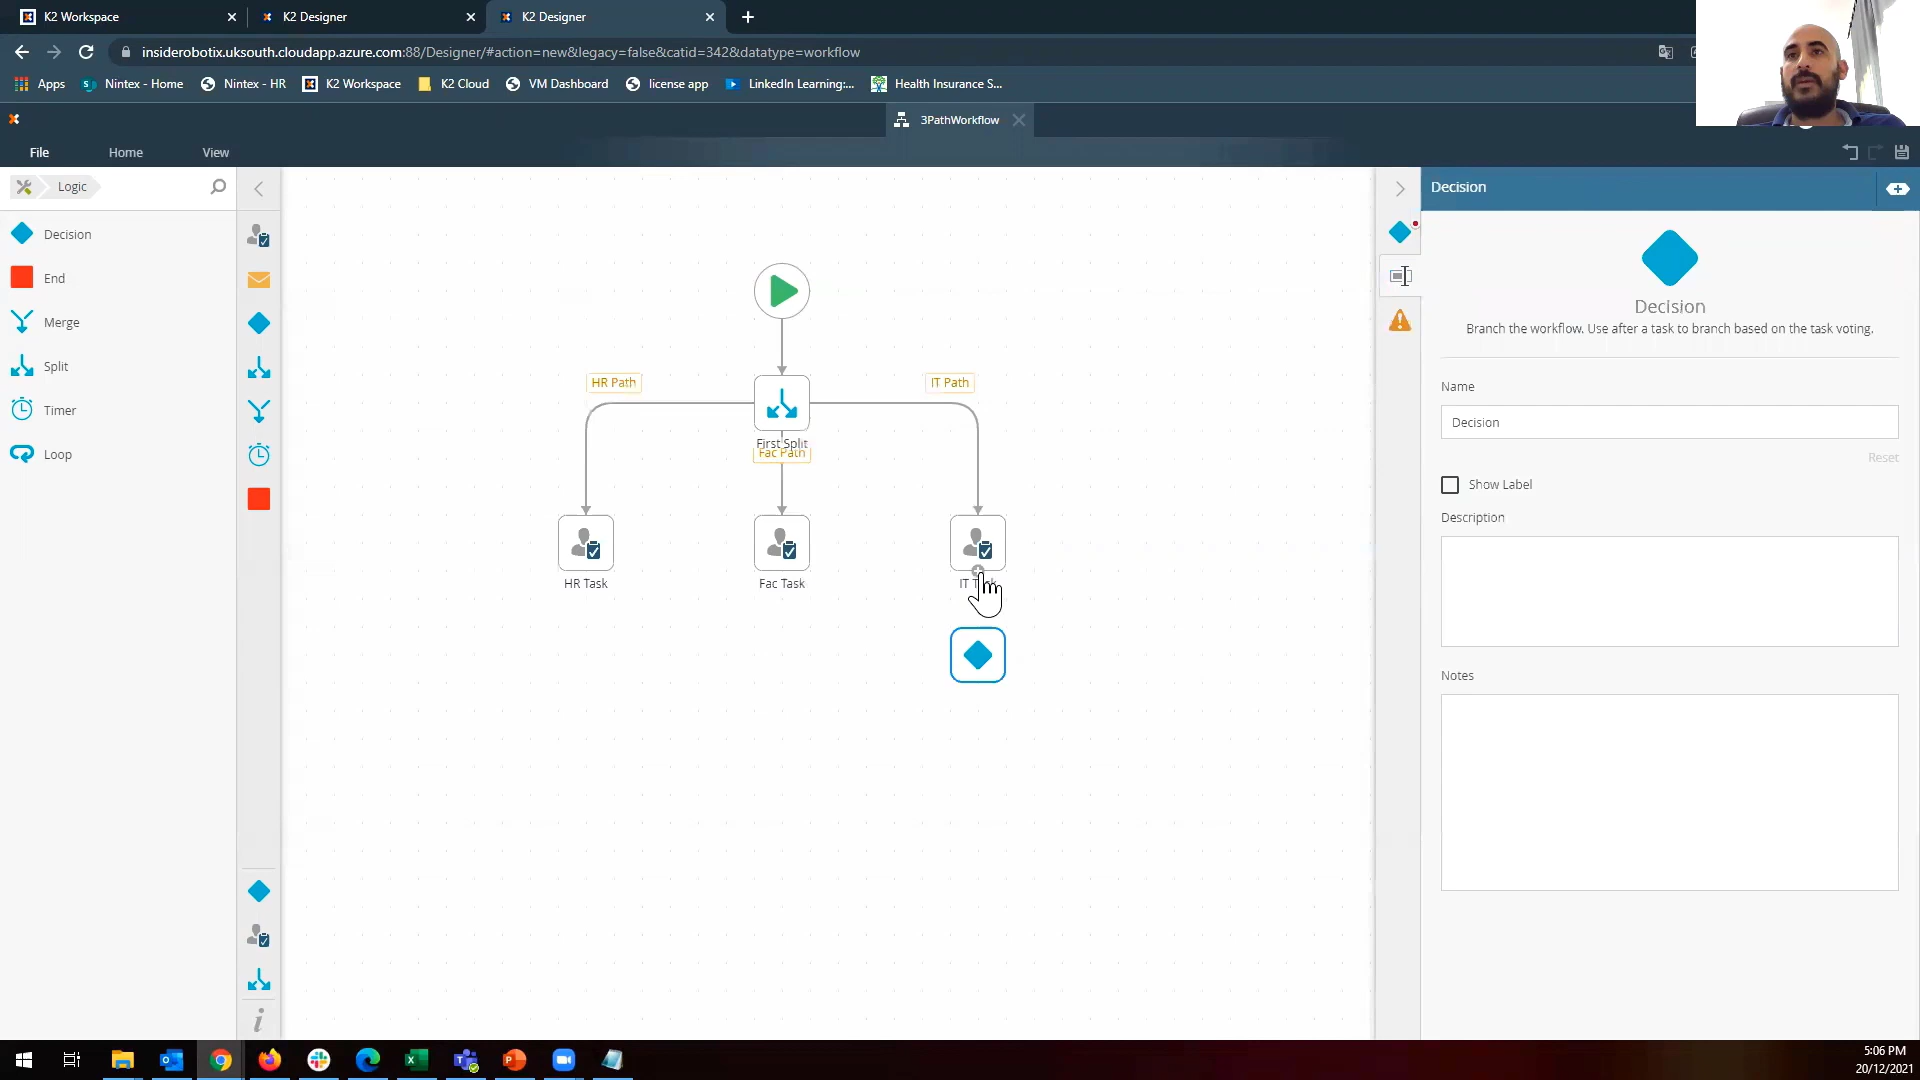 K2 Workspace
K2 Designer
K2 Designer
insiderobotix.uksouth.cloudapp.azure.com:88/Designer/#action=new&legacy=false&catid=342&datatype=workflow
Apps
Nintex - Home
Nintex - HR
K2 Workspace
K2 Cloud
VM Dashboard
license app
LinkedIn Learning:...
Health Insurance S...
3PathWorkflow
File
Home
View
Logic
Decision
End
Merge
Split
Timer
Loop
HR Path
IT Path
First Split
Fac Path
HR Task
Fac Task
Decision
Decision
Branch the workflow. Use after a task to branch based on the task voting.
Name
Decision
Reset
Show Label
Description
Notes
5:06 PM
20/12/2021